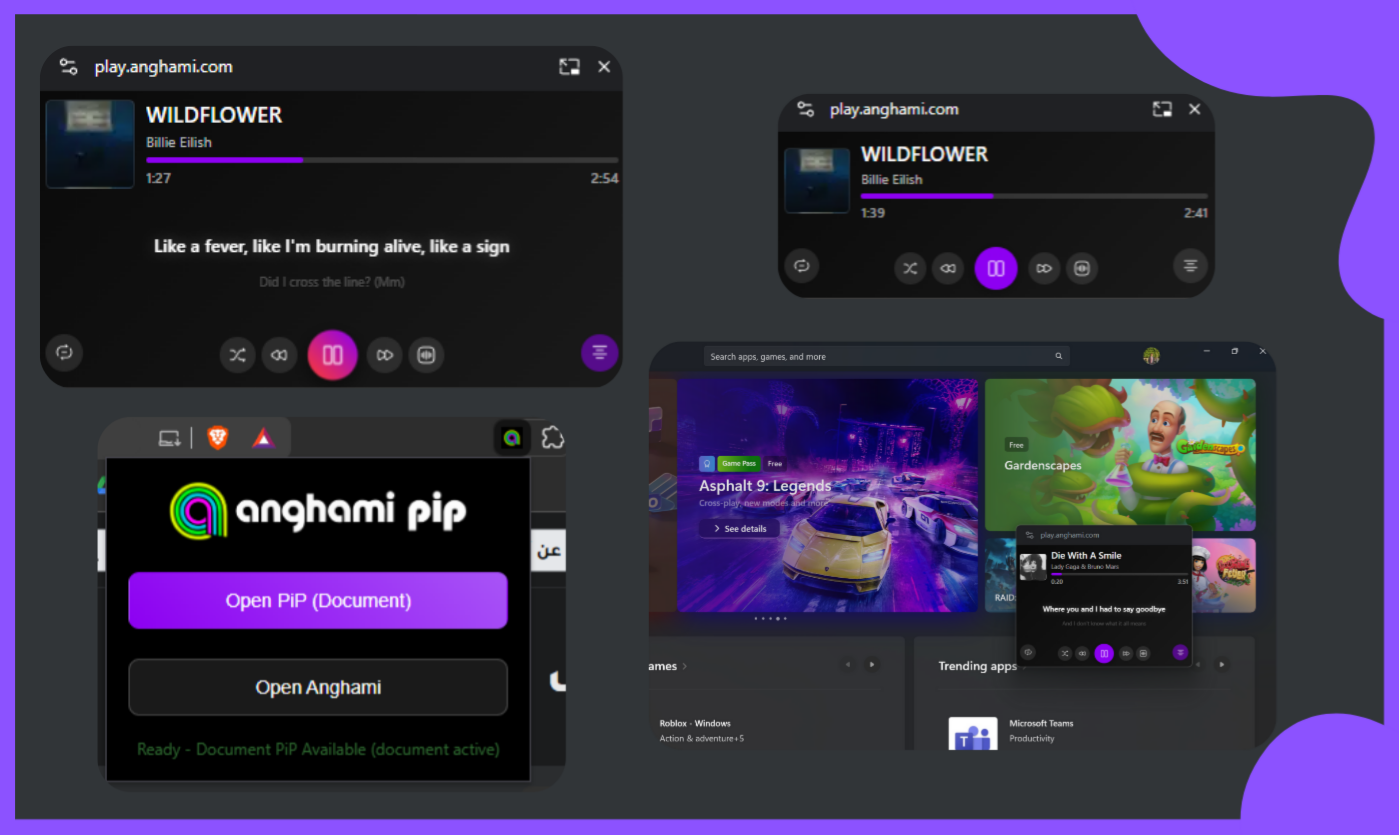 play.anghami.com
WILDFLOWER
Billie Eilish
1:27
2:54
Like a fever, like I'm burning alive, like a sign
Did I cross the line? (Mm)
play.anghami.com
WILDFLOWER
Billie Eilish
1:39
2:41
anghami pip
عن
Open PiP (Document)
Open Anghami
Ready - Document PiP Available (document active)
Search apps, games, and more
Game Pass
Free
Asphalt 9: Legends
Cross-play, new modes and more
See details
Free
Gardenscapes
Gardenscapes
RAID:
play.anghami.com
Die With A Smile
Lady Gaga & Bruno Mars
0:20
3:51
Where you and I had to say goodbye
And I don't know what it all means
ames
Trending apps
Roblox - Windows
Action & adventure+5
Microsoft Teams
Productivity